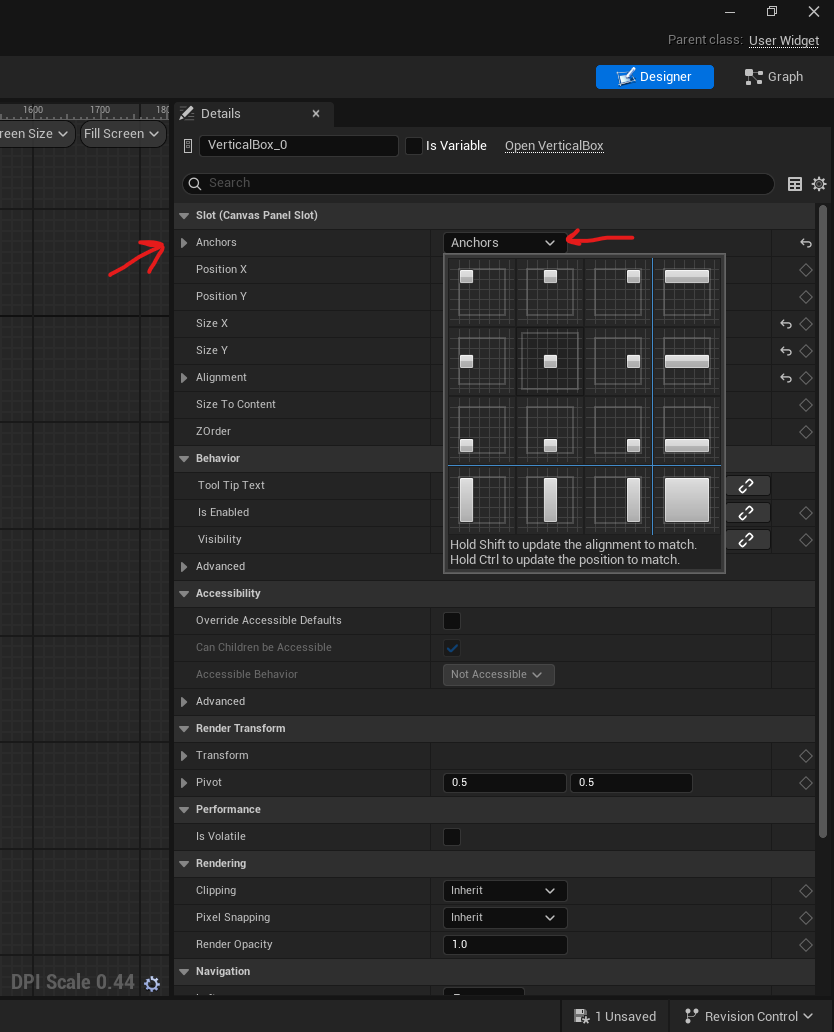 Parent class: User Widget
Designer
Graph
1600 1700
Details
reen Size Fill Screen
VerticalBox_0 Is Variable Open VerticalBox
Search
Slot (Canvas Panel Slot)
Anchors Anchors
Position X
Position Y
Size X
Size Y
Alignment
Size To Content
ZOrder
Behavior
Tool Tip Text
Is Enabled
Visibility
Hold Shift to update the alignment to match.
Hold Ctrl to update the position to match.
Advanced
Accessibility
Override Accessible Defaults
Can Children be Accessible
Accessible Behavior Not Accessible
Advanced
Render Transform
Transform
Pivot 0.5 0.5
Performance
Is Volatile
Rendering
Clipping Inherit
Pixel Snapping Inherit
Render Opacity 1.0
Navigation
DPI Scale 0.44
1 Unsaved Revision Control